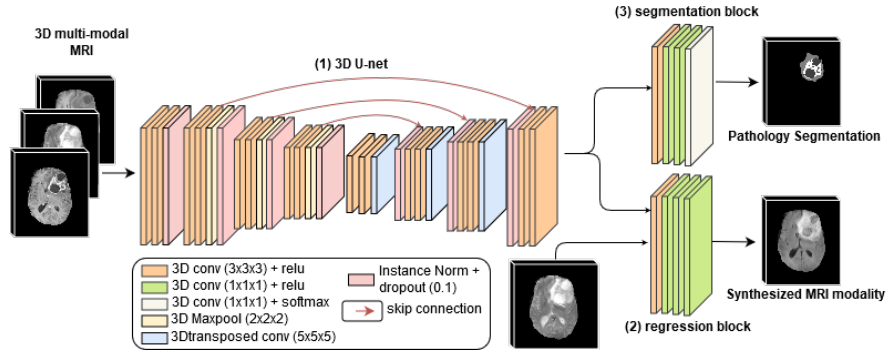 3D multi-modal
MRI
(1) 3D U-net
(3) segmentation block
Pathology Segmentation
3D conv (3x3x3) + relu
3D conv (1x1x1) + relu
3D conv (1x1x1) + softmax
3D Maxpool (2x2x2)
3Dtransposed conv (5x5x5)
Instance Norm +
dropout (0.1)
skip connection
Synthesized MRI modality
(2) regression block